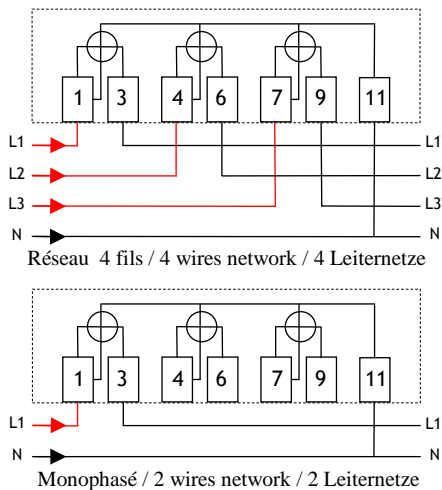 1 3 4 6 7 9 11
L1 L1
L2 L2
L3 L3'
N N
Réseau 4 fils / 4 wires network / 4 Leiternetze
1 3 4 6 7 9 11
L1 L1
N N
Monophasé / 2 wires network / 2 Leiternetze